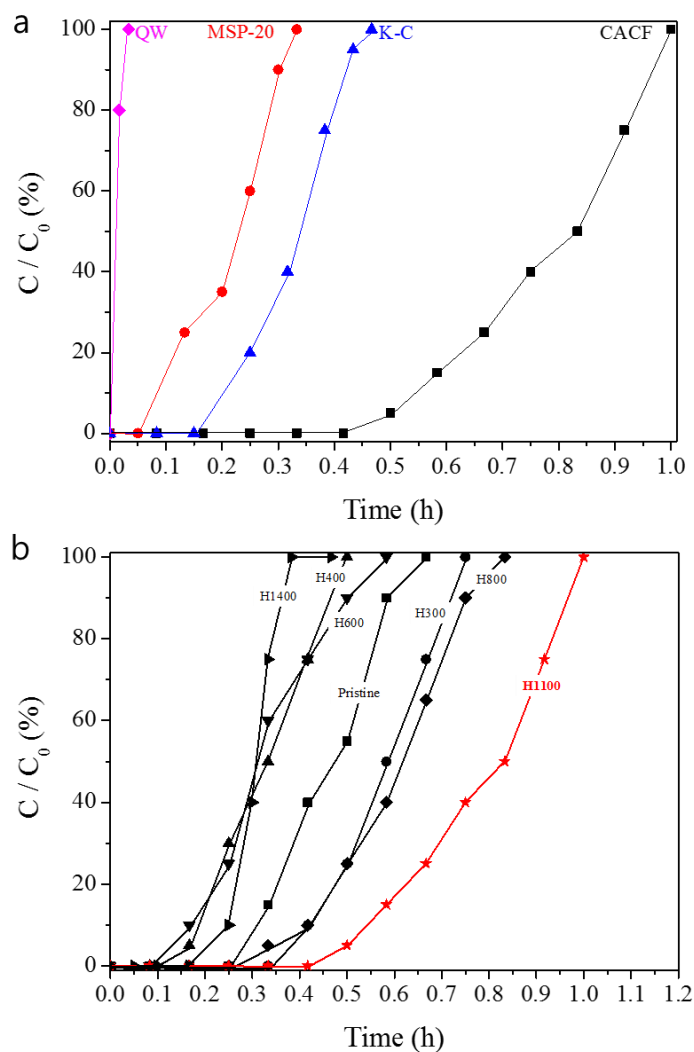 a
100
80
60
40
20
0
C / C₀ (%)
QW
MSP-20
K-C
CACF
0.0 0.1 0.2 0.3 0.4 0.5 0.6 0.7 0.8 0.9 1.0
Time (h)
b
100
80
60
40
20
0
C / C₀ (%)
H1400
H400
H600
Pristine
H300
H800
H1100
0.0 0.1 0.2 0.3 0.4 0.5 0.6 0.7 0.8 0.9 1.0 1.1 1.2
Time (h)